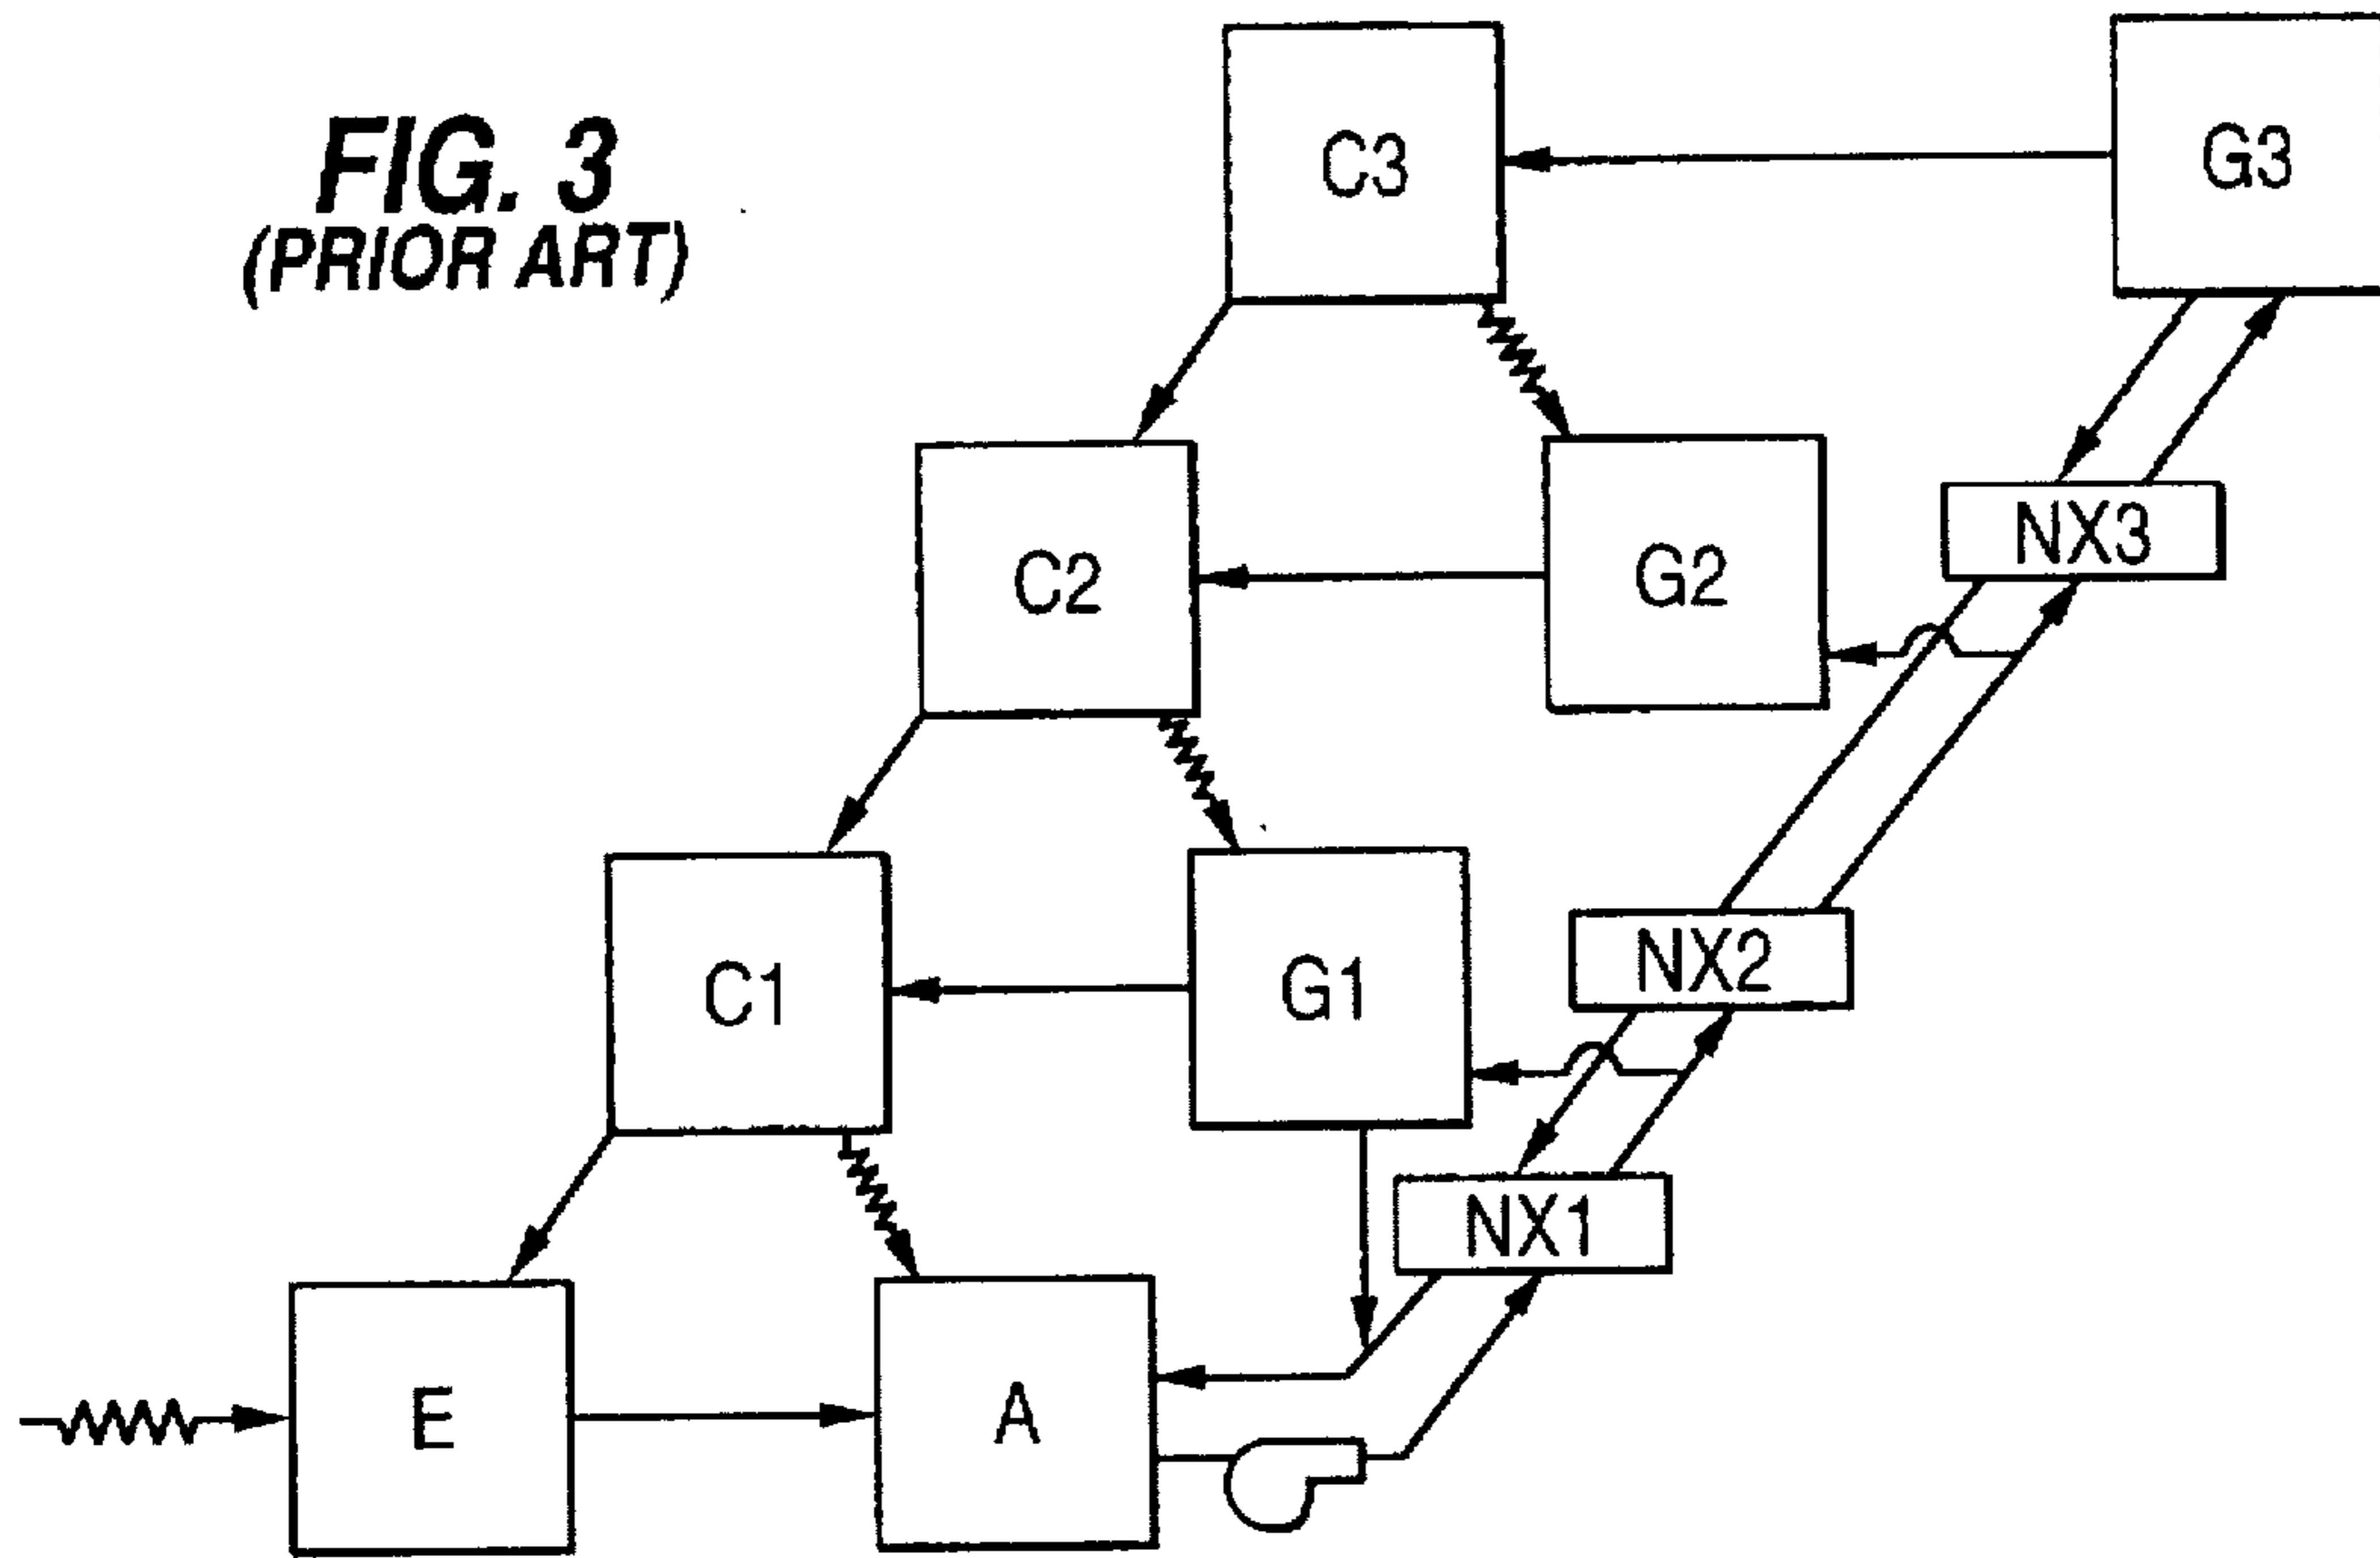 FIG. 3
(PRIOR ART)
C3
G3
C2
G2
NX3
C1
G1
NX2
NX1
E
A